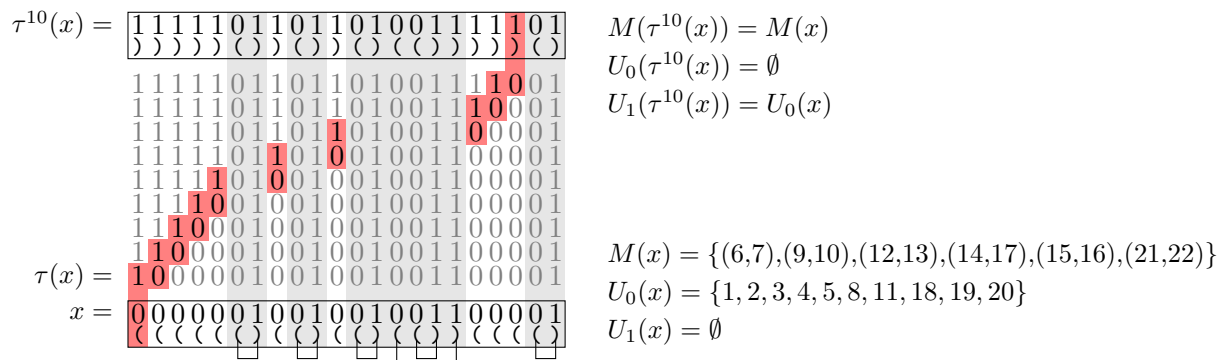 τ¹⁰(x) = 1 1 1 1 1 0 1 1 0 1 1 0 1 0 0 1 1 1 1 1 0 1 M(τ¹⁰(x)) = M(x)
) ) ) ) ) ( ) ) ( ) ) ( ) ( ( ) ) ) ) ) ( )
U₀(τ¹⁰(x)) = ∅
1 1 1 1 1 0 1 1 0 1 1 0 1 0 0 1 1 1 1 0 0 1
1 1 1 1 1 0 1 1 0 1 1 0 1 0 0 1 1 1 0 0 0 1 U₁(τ¹⁰(x)) = U₀(x)
1 1 1 1 1 0 1 1 0 1 1 0 1 0 0 1 1 0 0 0 0 1
1 1 1 1 1 0 1 1 0 1 0 0 1 0 0 1 1 0 0 0 0 1
1 1 1 1 1 0 1 0 0 1 0 0 1 0 0 1 1 0 0 0 0 1
1 1 1 1 0 0 1 0 0 1 0 0 1 0 0 1 1 0 0 0 0 1
1 1 1 0 0 0 1 0 0 1 0 0 1 0 0 1 1 0 0 0 0 1
1 1 0 0 0 0 1 0 0 1 0 0 1 0 0 1 1 0 0 0 0 1 M(x) = {(6,7),(9,10),(12,13),(14,17),(15,16),(21,22)}
τ(x) = 1 0 0 0 0 0 1 0 0 1 0 0 1 0 0 1 1 0 0 0 0 1
U₀(x) = {1, 2, 3, 4, 5, 8, 11, 18, 19, 20}
x = 0 0 0 0 0 0 1 0 0 1 0 0 1 0 0 1 1 0 0 0 0 1
( ( ( ( ( ( ) ( ( ) ( ( ) ( ( ) ) ( ( ( ( ) U₁(x) = ∅